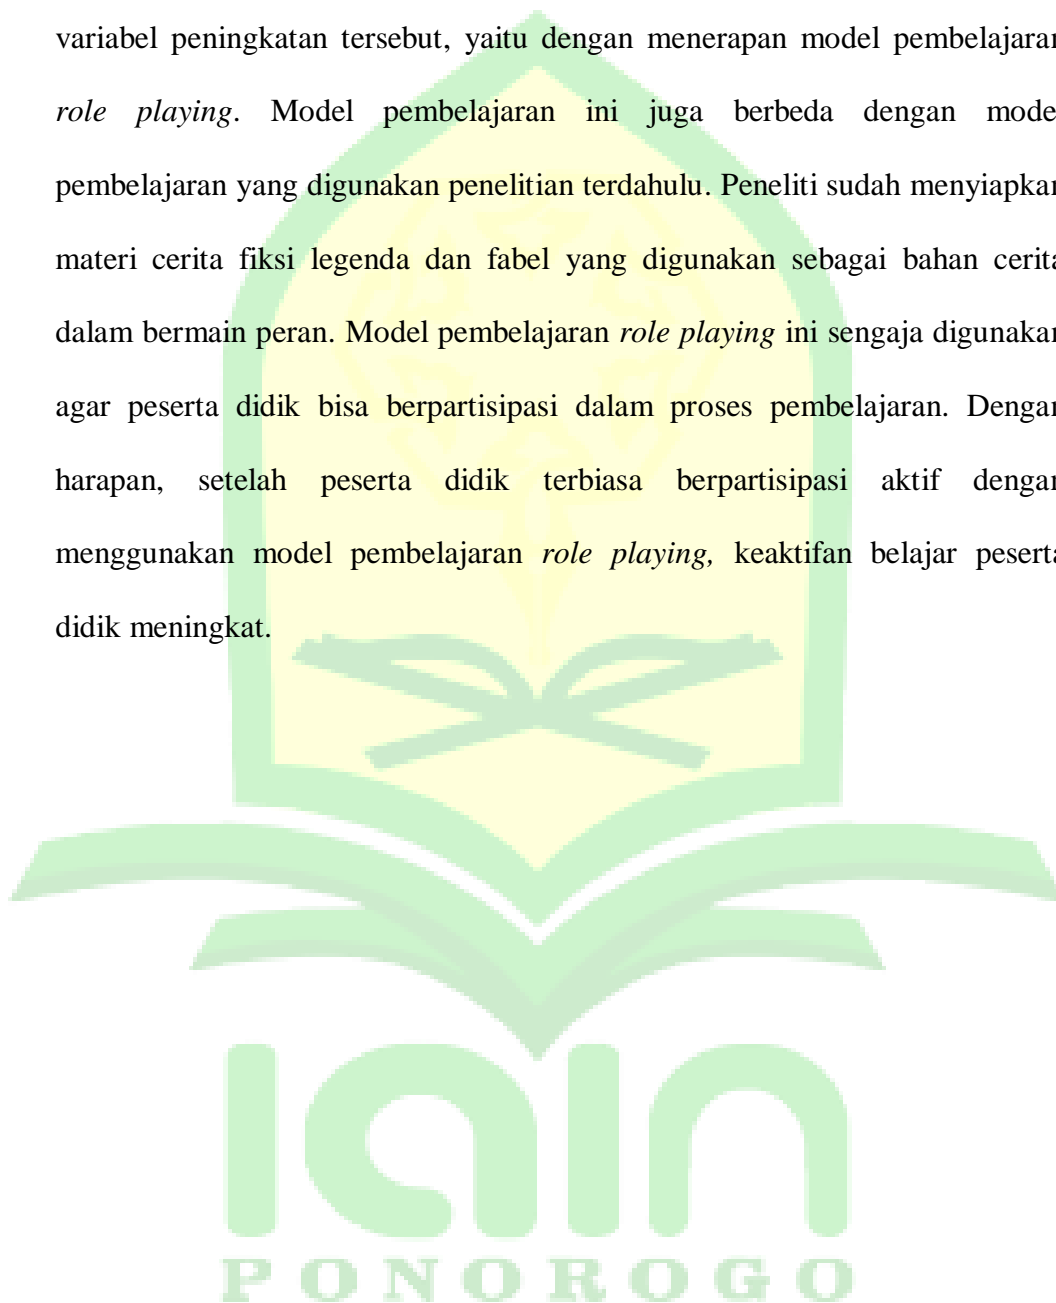 variabel peningkatan tersebut, yaitu dengan menerapan model pembelajaran
role playing. Model pembelajaran ini juga berbeda dengan model
pembelajaran yang digunakan penelitian terdahulu. Peneliti sudah menyiapkan
materi cerita fiksi legenda dan fabel yang digunakan sebagai bahan cerita
dalam bermain peran. Model pembelajaran role playing ini sengaja digunakan
agar peserta didik bisa berpartisipasi dalam proses pembelajaran. Dengan
harapan, setelah peserta didik terbiasa berpartisipasi aktif dengan
menggunakan model pembelajaran role playing, keaktifan belajar peserta
didik meningkat.
iain
PONOROGO